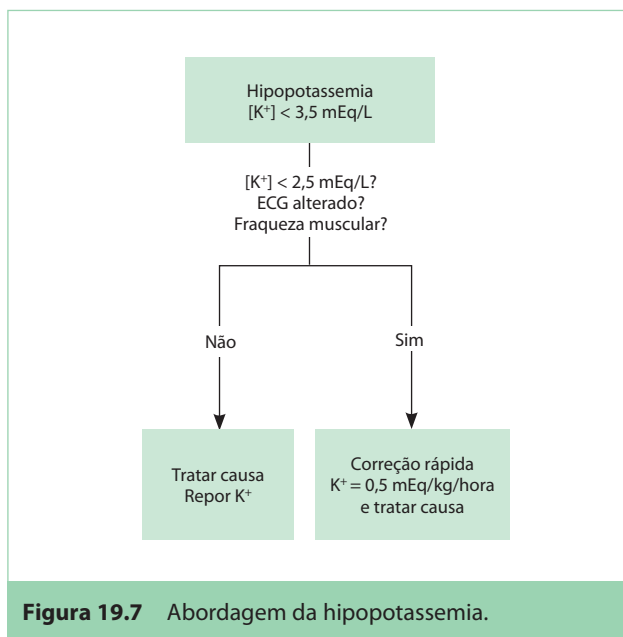 Hipopotassemia
[K⁺] < 3,5 mEq/L
[K⁺] < 2,5 mEq/L?
ECG alterado?
Fraqueza muscular?
Não
Sim
Tratar causa
Repor K⁺
Correção rápida
K⁺ = 0,5 mEq/kg/hora
e tratar causa
Figura 19.7 Abordagem da hipopotassemia.